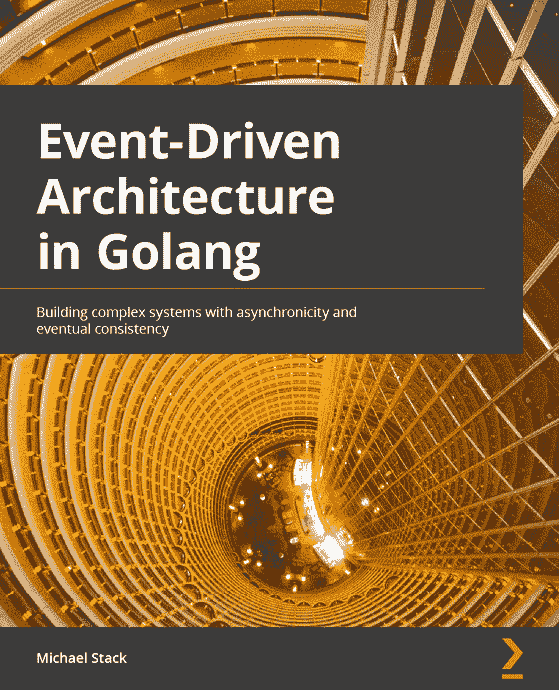 Event-Driven
Architecture
in Golang
Building complex systems with asynchronicity and
eventual consistency
Michael Stack